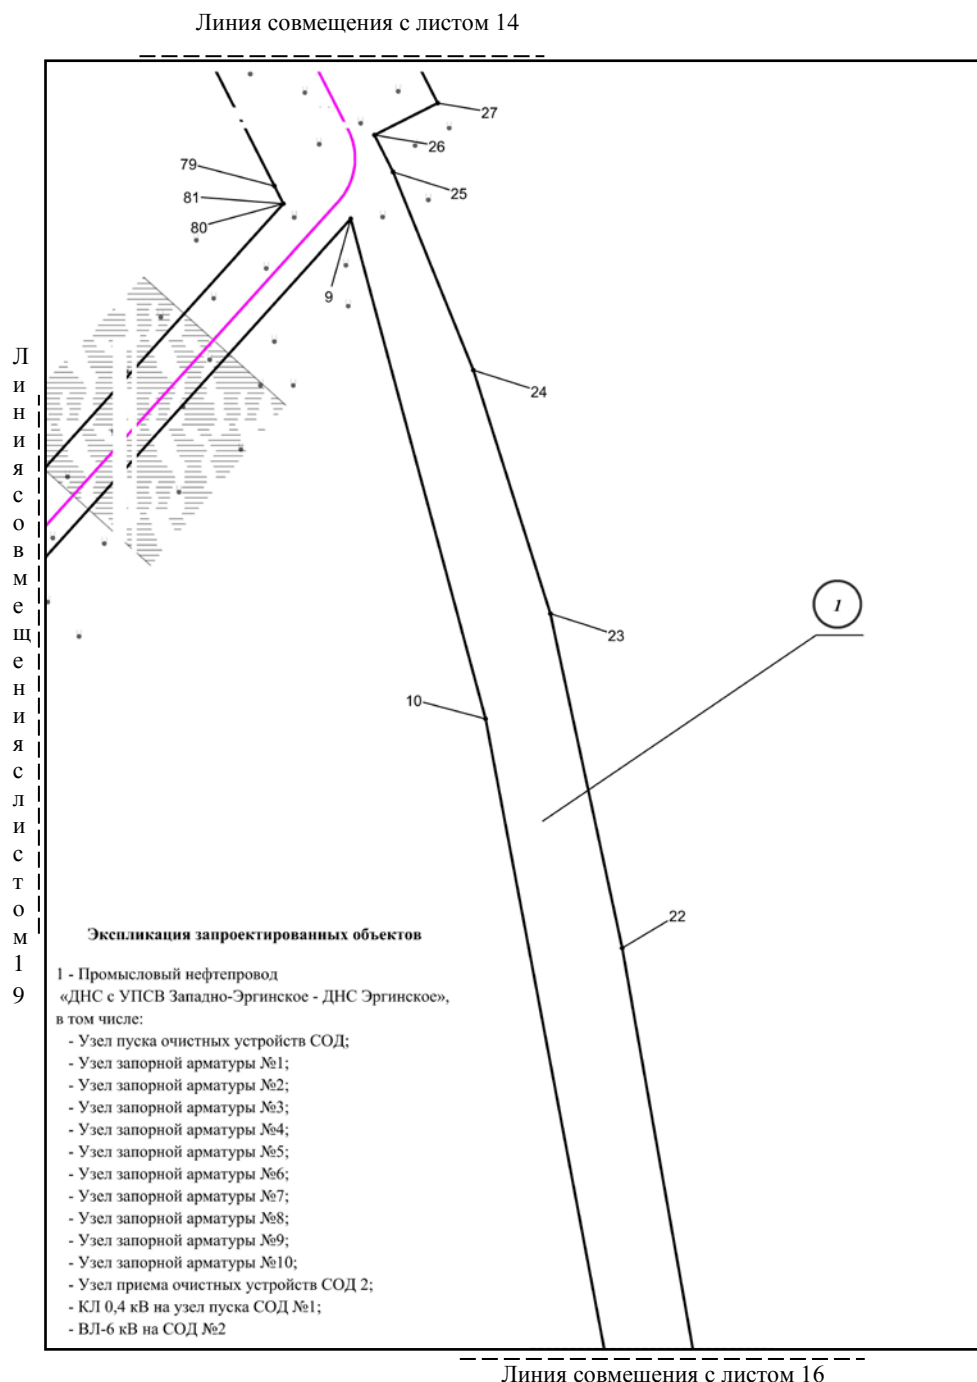 Линия совмещения с листом 14
27
26
79
25
81
80
9
Линия совмещения с листом 19
24
1
23
10
22
Экспликация запроектированных объектов
1 - Промысловый нефтепровод
«ДНС с УПСВ Западно-Эргинское - ДНС Эргинское»,
в том числе:
- Узел пуска очистных устройств СОД;
- Узел запорной арматуры №1;
- Узел запорной арматуры №2;
- Узел запорной арматуры №3;
- Узел запорной арматуры №4;
- Узел запорной арматуры №5;
- Узел запорной арматуры №6;
- Узел запорной арматуры №7;
- Узел запорной арматуры №8;
- Узел запорной арматуры №9;
- Узел запорной арматуры №10;
- Узел приема очистных устройств СОД 2;
- КЛ 0,4 кВ на узел пуска СОД №1;
- ВЛ-6 кВ на СОД №2
Линия совмещения с листом 16